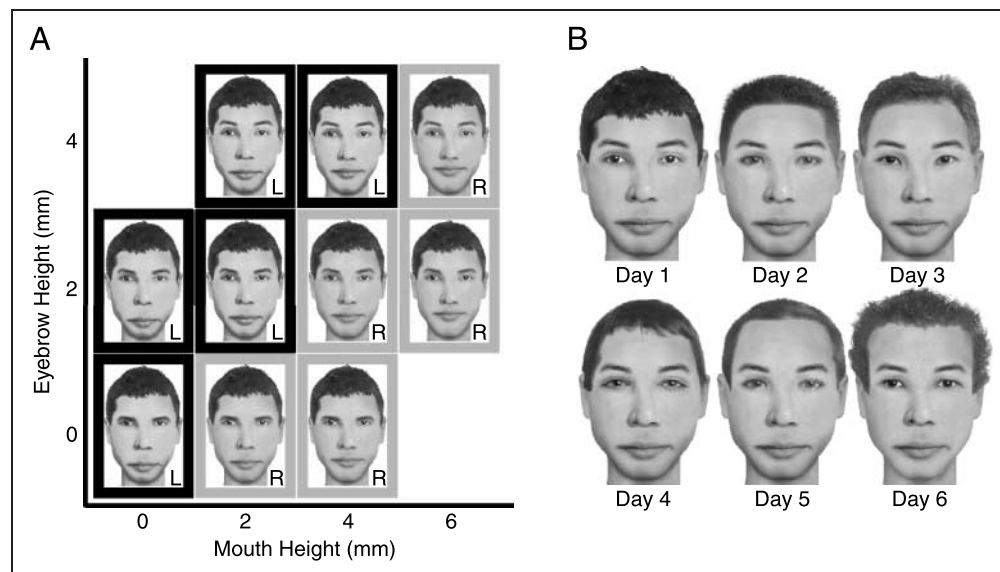 A
B
4
L
L
R
Eyebrow Height (mm)
2
L
L
R
R
0
L
R
R
0
2
4
6
Mouth Height (mm)
Day 1
Day 2
Day 3
Day 4
Day 5
Day 6